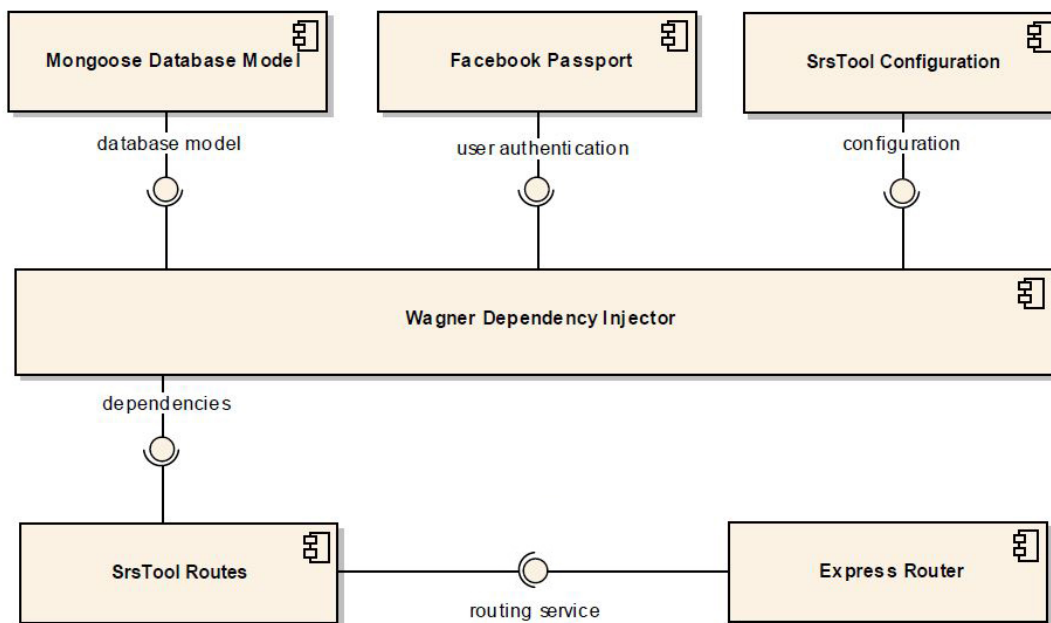 Mongoose Database Model
Facebook Passport
SrsTool Configuration
database model
user authentication
configuration
Wagner Dependency Injector
dependencies
SrsTool Routes
Express Router
routing service